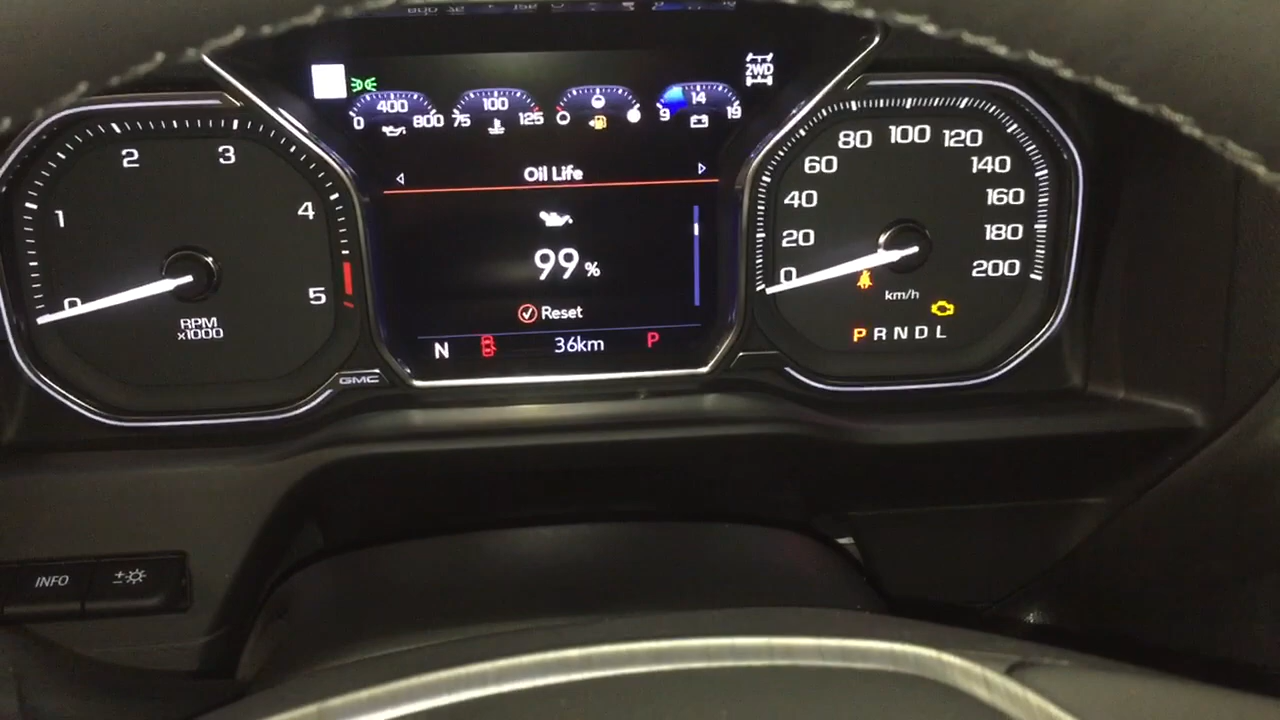 2WD
400
0 800
100
75 125
14
9 19
Oil Life
99 %
Reset
N 36km P
0 1 2 3 4 5
RPM
x1000
GMC
0 20 40 60 80 100 120 140 160 180 200
km/h
P R N D L
INFO